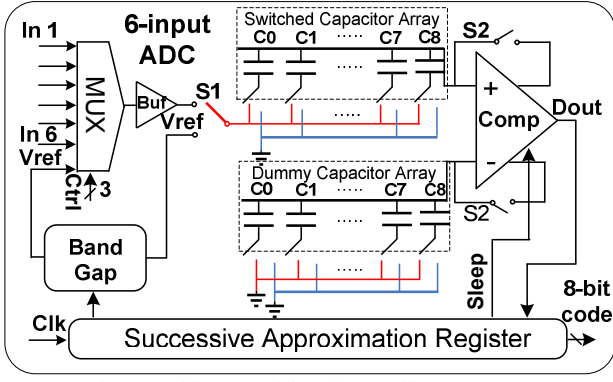 In 1
6-input
ADC
MUX
Buf
S1
Vref
In 6
Vref
Ctrl
3
Switched Capacitor Array
C0 C1 ..... C7 C8
.....
.....
S2
+
Comp
-
Dout
S2
Dummy Capacitor Array
C0 C1 ..... C7 C8
.....
.....
Band
Gap
Sleep
8-bit
code
Clk
Successive Approximation Register